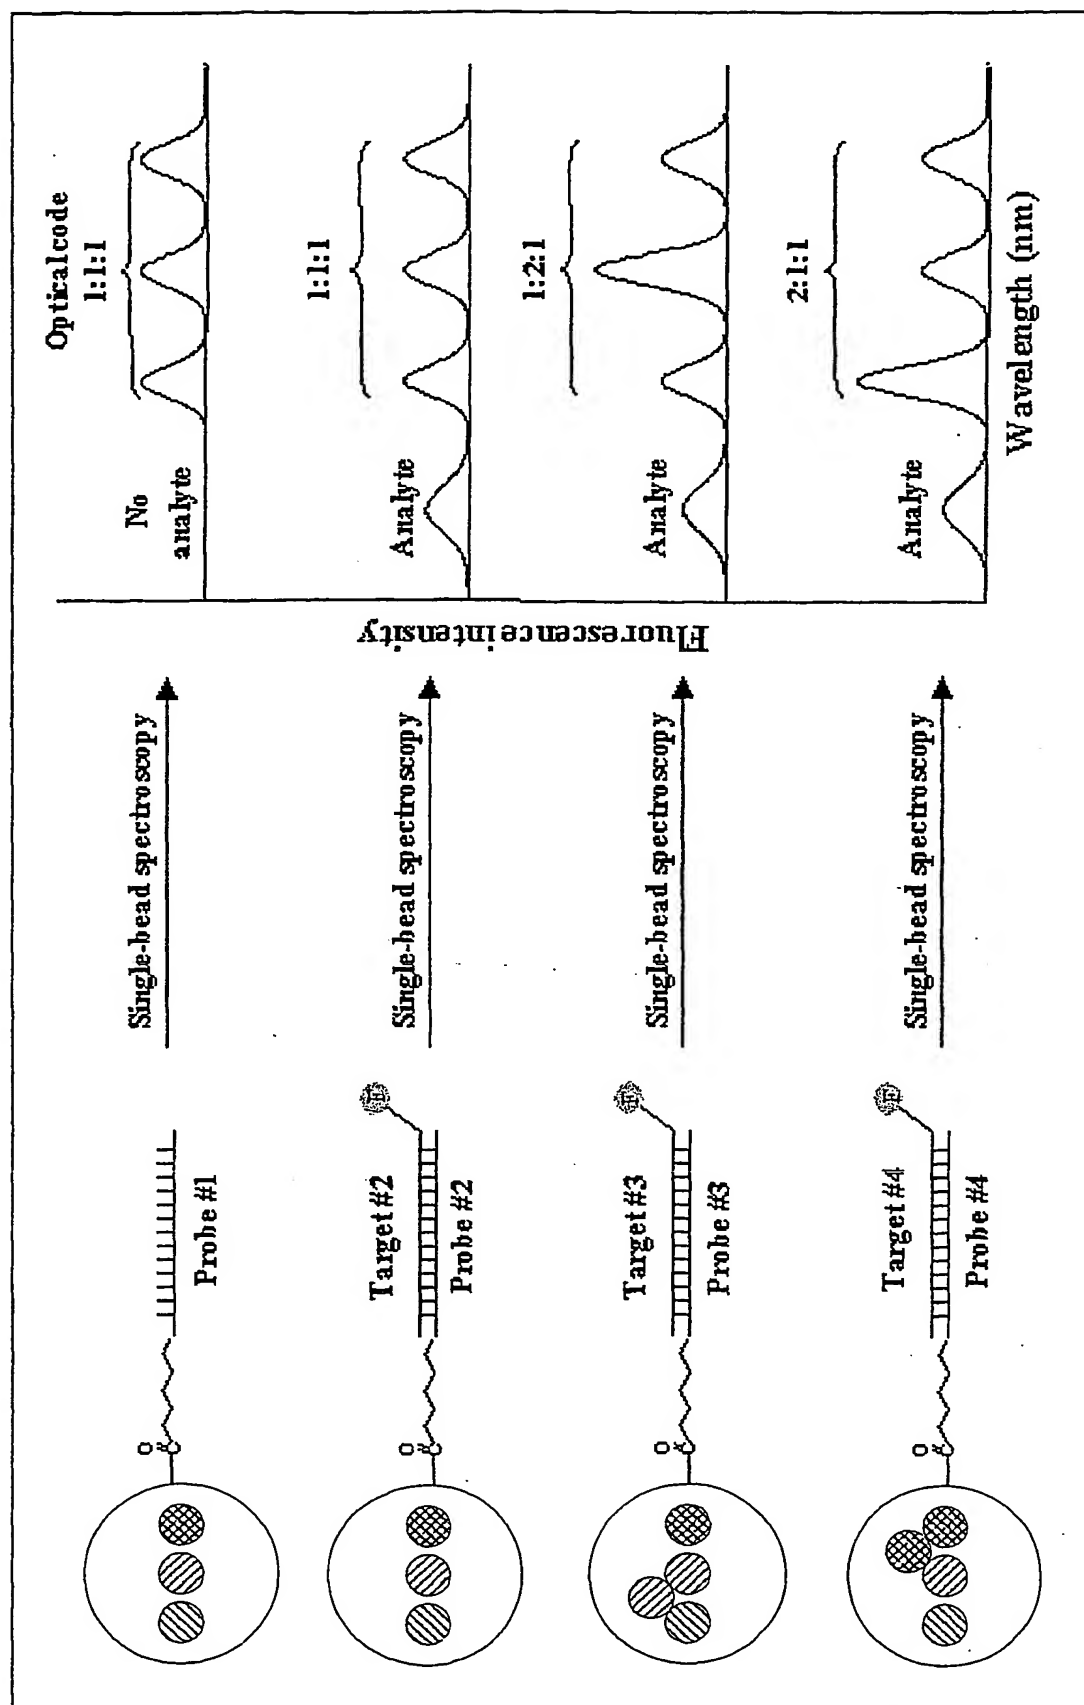 Optical code
1:1:1
No
analyte
Single-bead spectroscopy
Probe #1
O
C
1:1:1
Analyte
Single-bead spectroscopy
F
Target #2
Probe #2
O
C
1:2:1
Analyte
Single-bead spectroscopy
F
Target #3
Probe #3
O
C
2:1:1
Analyte
Single-bead spectroscopy
F
Target #4
Probe #4
O
C
Fluorescence intensity
Wavelength (nm)